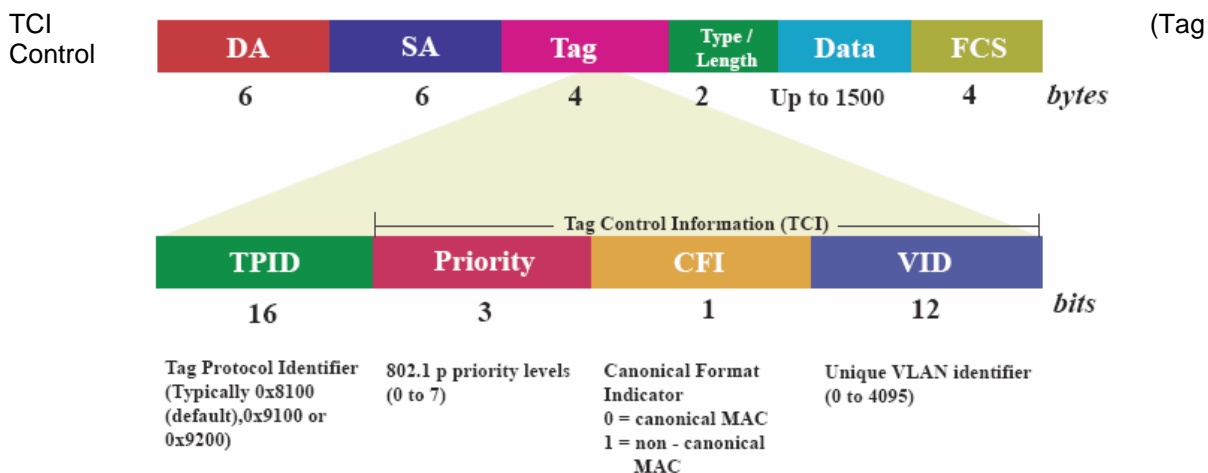 TCI (Tag
Control
DA SA Tag Type / Length Data FCS
6 6 4 2 Up to 1500 4 bytes
Tag Control Information (TCI)
TPID Priority CFI VID
16 3 1 12 bits
Tag Protocol Identifier
(Typically 0x8100
(default),0x9100 or
0x9200)
802.1 p priority levels
(0 to 7)
Canonical Format
Indicator
0 = canonical MAC
1 = non - canonical
MAC
Unique VLAN identifier
(0 to 4095)